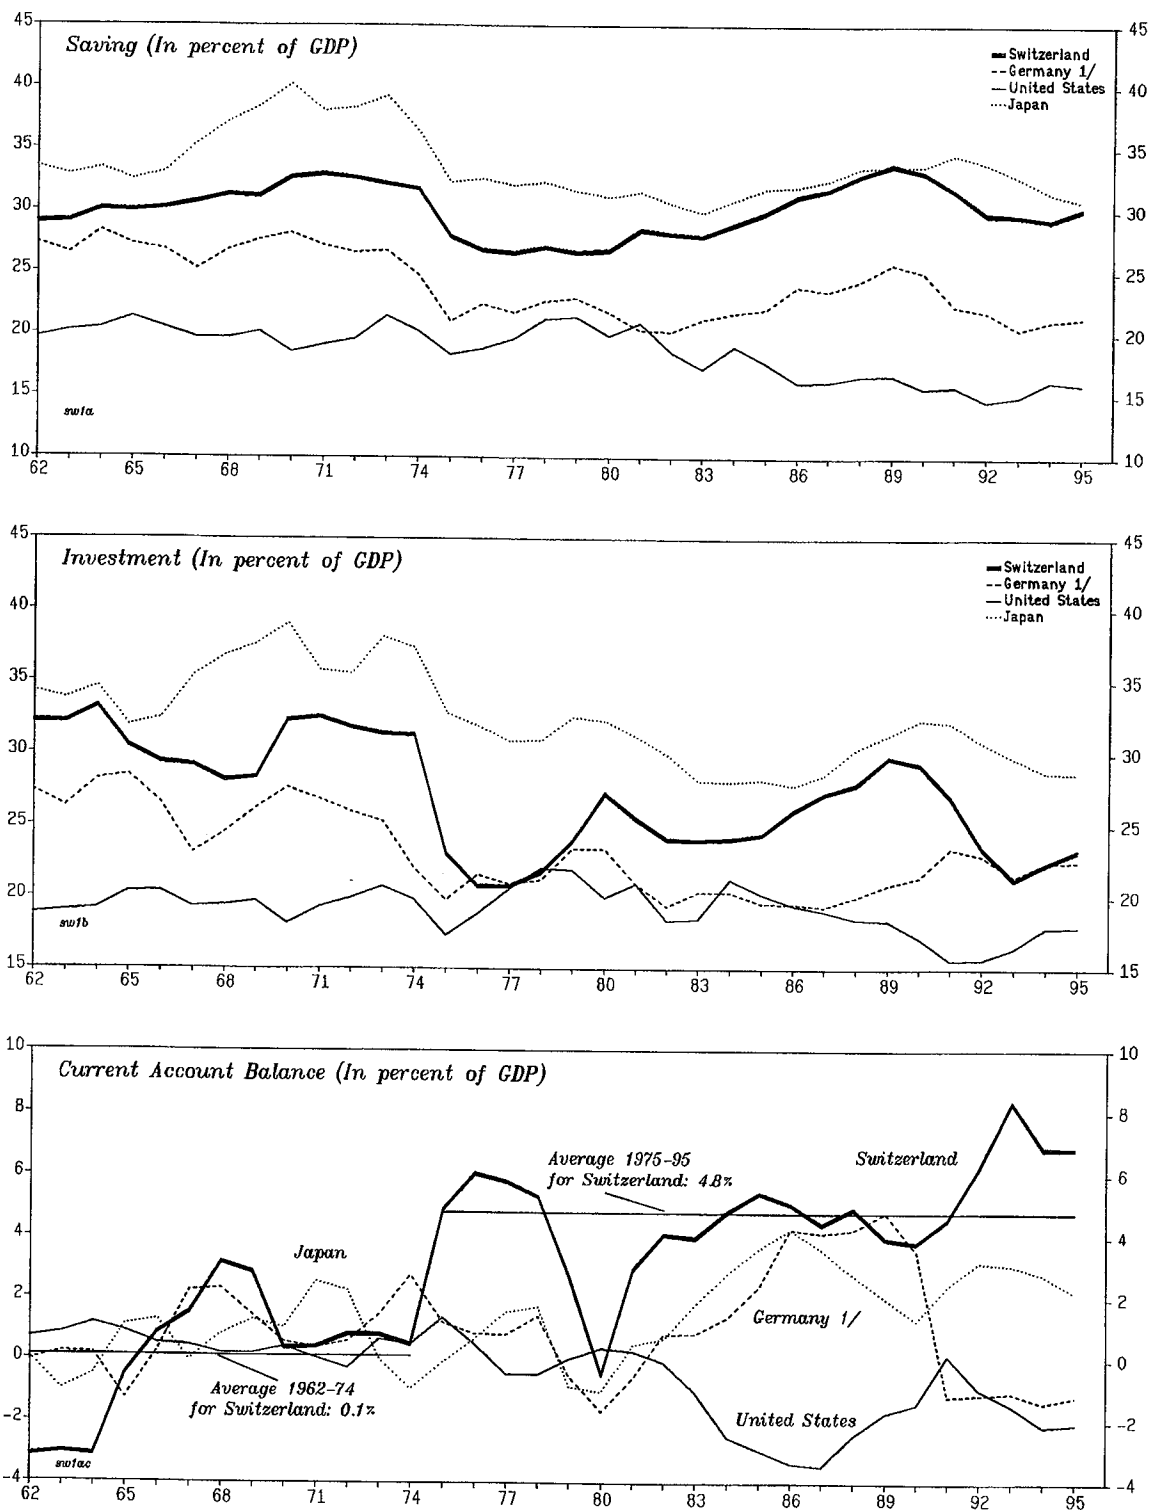 Saving (In percent of GDP)
Switzerland
Germany 1/
United States
Japan
45 45
40 40
35 35
30 30
25 25
20 20
15 15
sw1a
10 10
62 65 68 71 74 77 80 83 86 89 92 95
Investment (In percent of GDP)
Switzerland
Germany 1/
United States
Japan
45 45
40 40
35 35
30 30
25 25
20 20
sw1b
15 15
62 65 68 71 74 77 80 83 86 89 92 95
Current Account Balance (In percent of GDP)
10 10
8 8
Average 1975-95
for Switzerland: 4.8%
Switzerland
6 6
4 4
Japan
2 2
Germany 1/
0 0
Average 1962-74
for Switzerland: 0.1%
United States
-2 -2
sw1ac
-4 -4
62 65 68 71 74 77 80 83 86 89 92 95